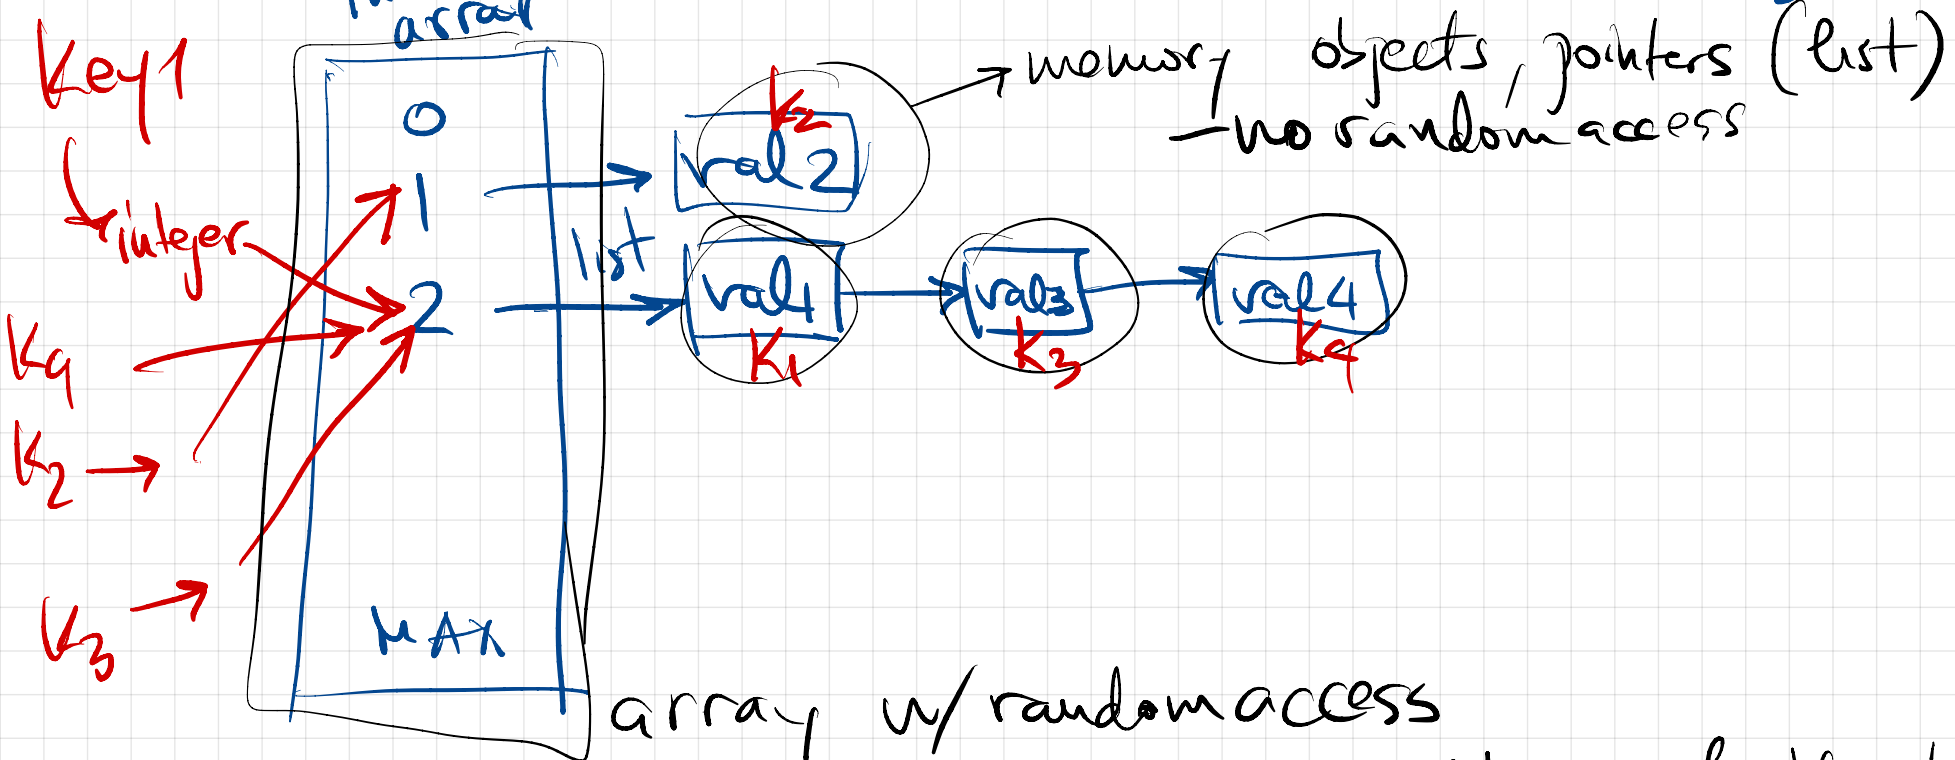 array
key1
memory objects, pointers (list)
- no random access
0
k2
val2
1
integer
list
2
val1
val3
val4
k1
k3
k4
k4
k2
k3
MAX
array w/ random access